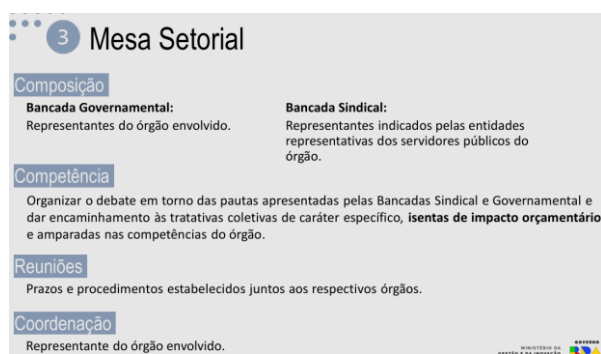 3 Mesa Setorial
Composição
Bancada Governamental:
Representantes do órgão envolvido.
Bancada Sindical:
Representantes indicados pelas entidades
representativas dos servidores públicos do
órgão.
Competência
Organizar o debate em torno das pautas apresentadas pelas Bancadas Sindical e Governamental e
dar encaminhamento às tratativas coletivas de caráter específico, isentas de impacto orçamentário
e amparadas nas competências do órgão.
Reuniões
Prazos e procedimentos estabelecidos juntos aos respectivos órgãos.
Coordenação
Representante do órgão envolvido.
MINISTÉRIO DA
GESTÃO E DA INOVAÇÃO
GOVERNO